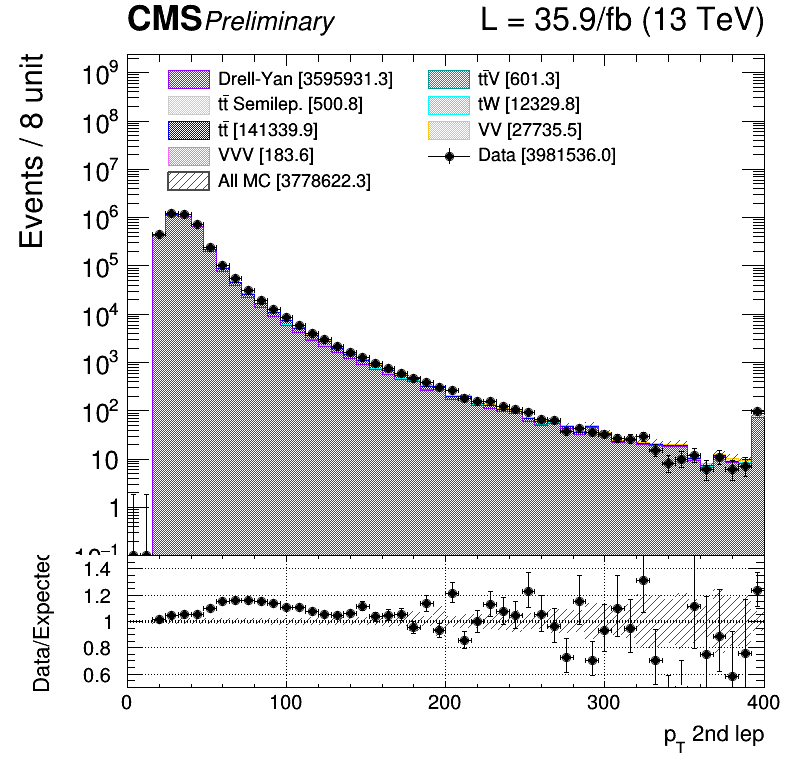 CMS Preliminary L = 35.9/fb (13 TeV)
Events / 8 unit
10⁹
10⁸
10⁷
10⁶
10⁵
10⁴
10³
10²
10
1
10⁻¹
Drell-Yan [3595931.3]
tt̄ Semilep. [500.8]
tt̄ [141339.9]
VVV [183.6]
All MC [3778622.3]
tt̄V [601.3]
tW [12329.8]
VV [27735.5]
Data [3981536.0]
Data/Expected
1.4
1.2
1
0.8
0.6
0 100 200 300 400
p_T 2nd lep